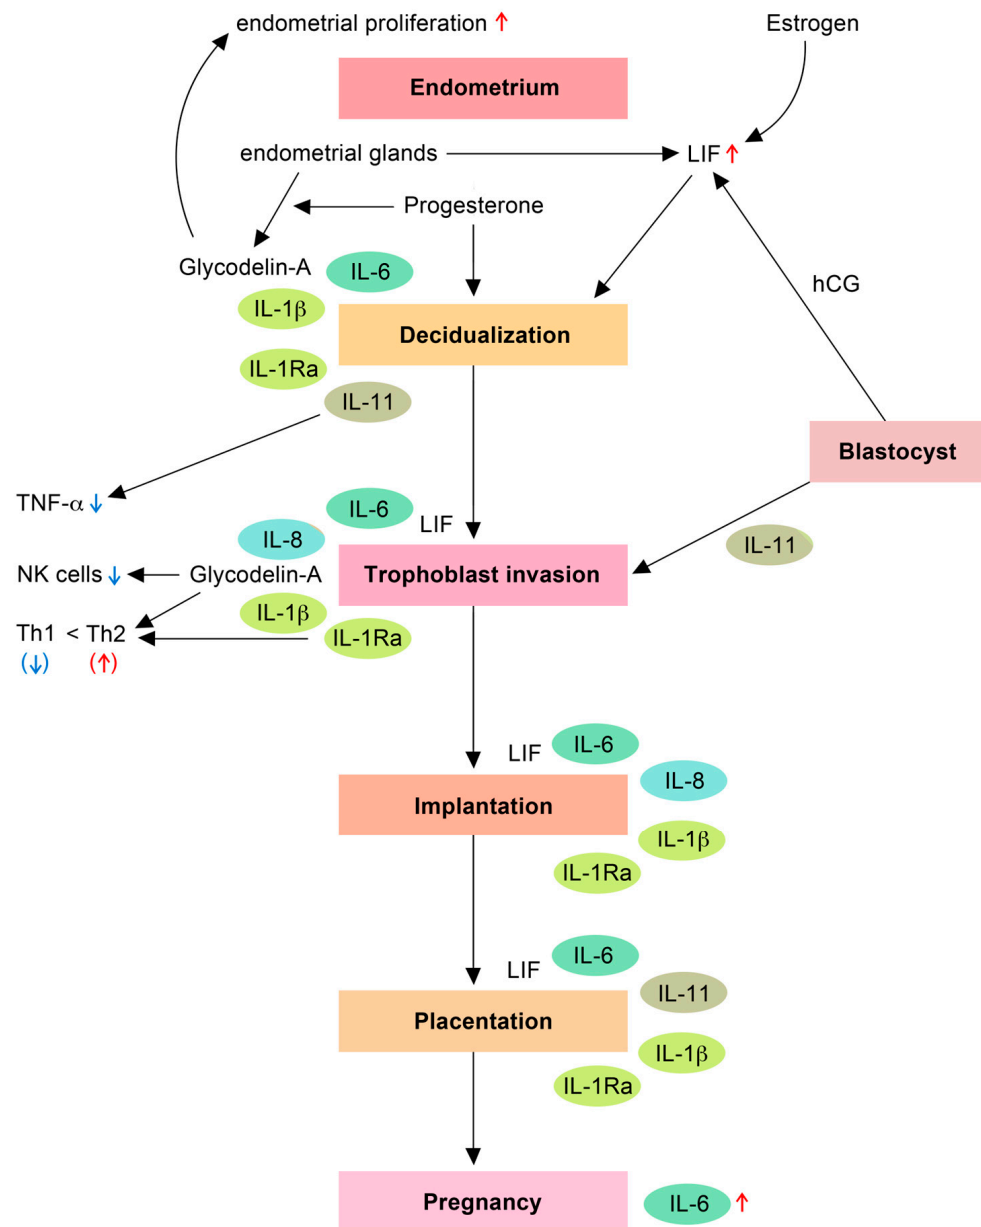 endometrial proliferation ↑
Estrogen
Endometrium
endometrial glands
LIF ↑
Progesterone
Glycodelin-A
IL-6
hCG
IL-1β
Decidualization
IL-1Ra
IL-11
Blastocyst
TNF-α ↓
IL-6
LIF
IL-8
IL-11
NK cells ↓
Glycodelin-A
Trophoblast invasion
IL-1β
Th1 < Th2
IL-1Ra
(↓) (↑)
LIF
IL-6
IL-8
Implantation
IL-1β
IL-1Ra
IL-6
LIF
IL-11
Placentation
IL-1β
IL-1Ra
Pregnancy
IL-6 ↑